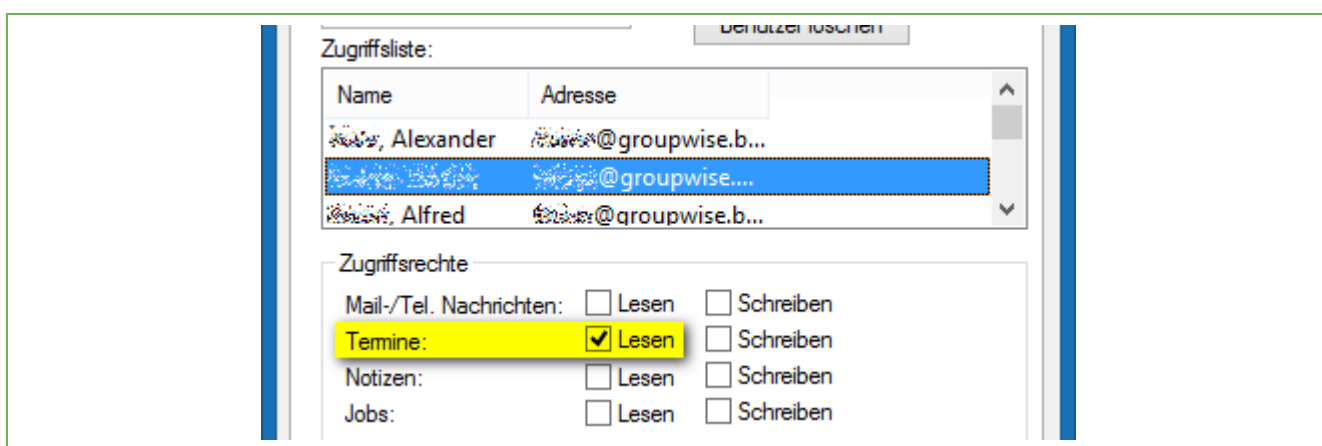 Benutzer löschen
Zugriffsliste:
Name Adresse
, Alexander @groupwise.b...
@groupwise....
, Alfred @groupwise.b...
Zugriffsrechte
Mail-/Tel. Nachrichten: Lesen Schreiben
Termine: Lesen Schreiben
Notizen: Lesen Schreiben
Jobs: Lesen Schreiben